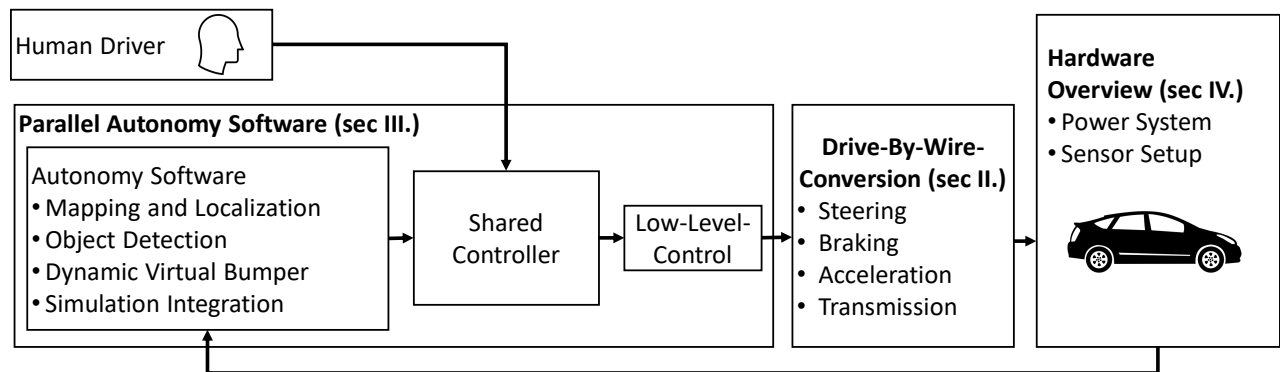 Human Driver
Parallel Autonomy Software (sec III.)
Autonomy Software
• Mapping and Localization
• Object Detection
• Dynamic Virtual Bumper
• Simulation Integration
Shared
Controller
Low-Level-
Control
Drive-By-Wire-
Conversion (sec II.)
• Steering
• Braking
• Acceleration
• Transmission
Hardware
Overview (sec IV.)
• Power System
• Sensor Setup